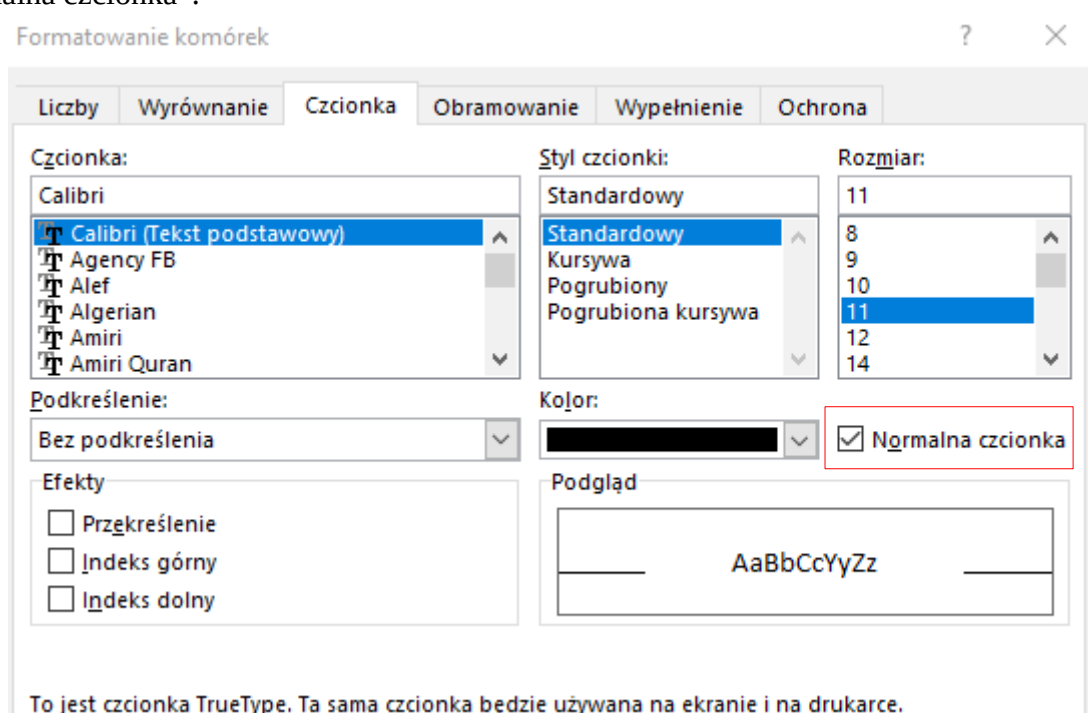 czcionka".
Formatowanie komórek ? ×
Liczby Wyrównanie Czcionka Obramowanie Wypełnienie Ochrona
Czcionka: Styl czcionki: Rozmiar:
Calibri Standardowy 11
Calibri (Tekst podstawowy) Standardowy 8
Agency FB Kursywa 9
Alef Pogrubiony 10
Algerian Pogrubiona kursywa 11
Amiri 12
Amiri Quran 14
Podkreślenie: Kolor:
Bez podkreślenia Normalna czcionka
Efekty Podgląd
Przekreślenie
Indeks górny AaBbCcYyZz
Indeks dolny
To jest czcionka TrueType. Ta sama czcionka będzie używana na ekranie i na drukarce.